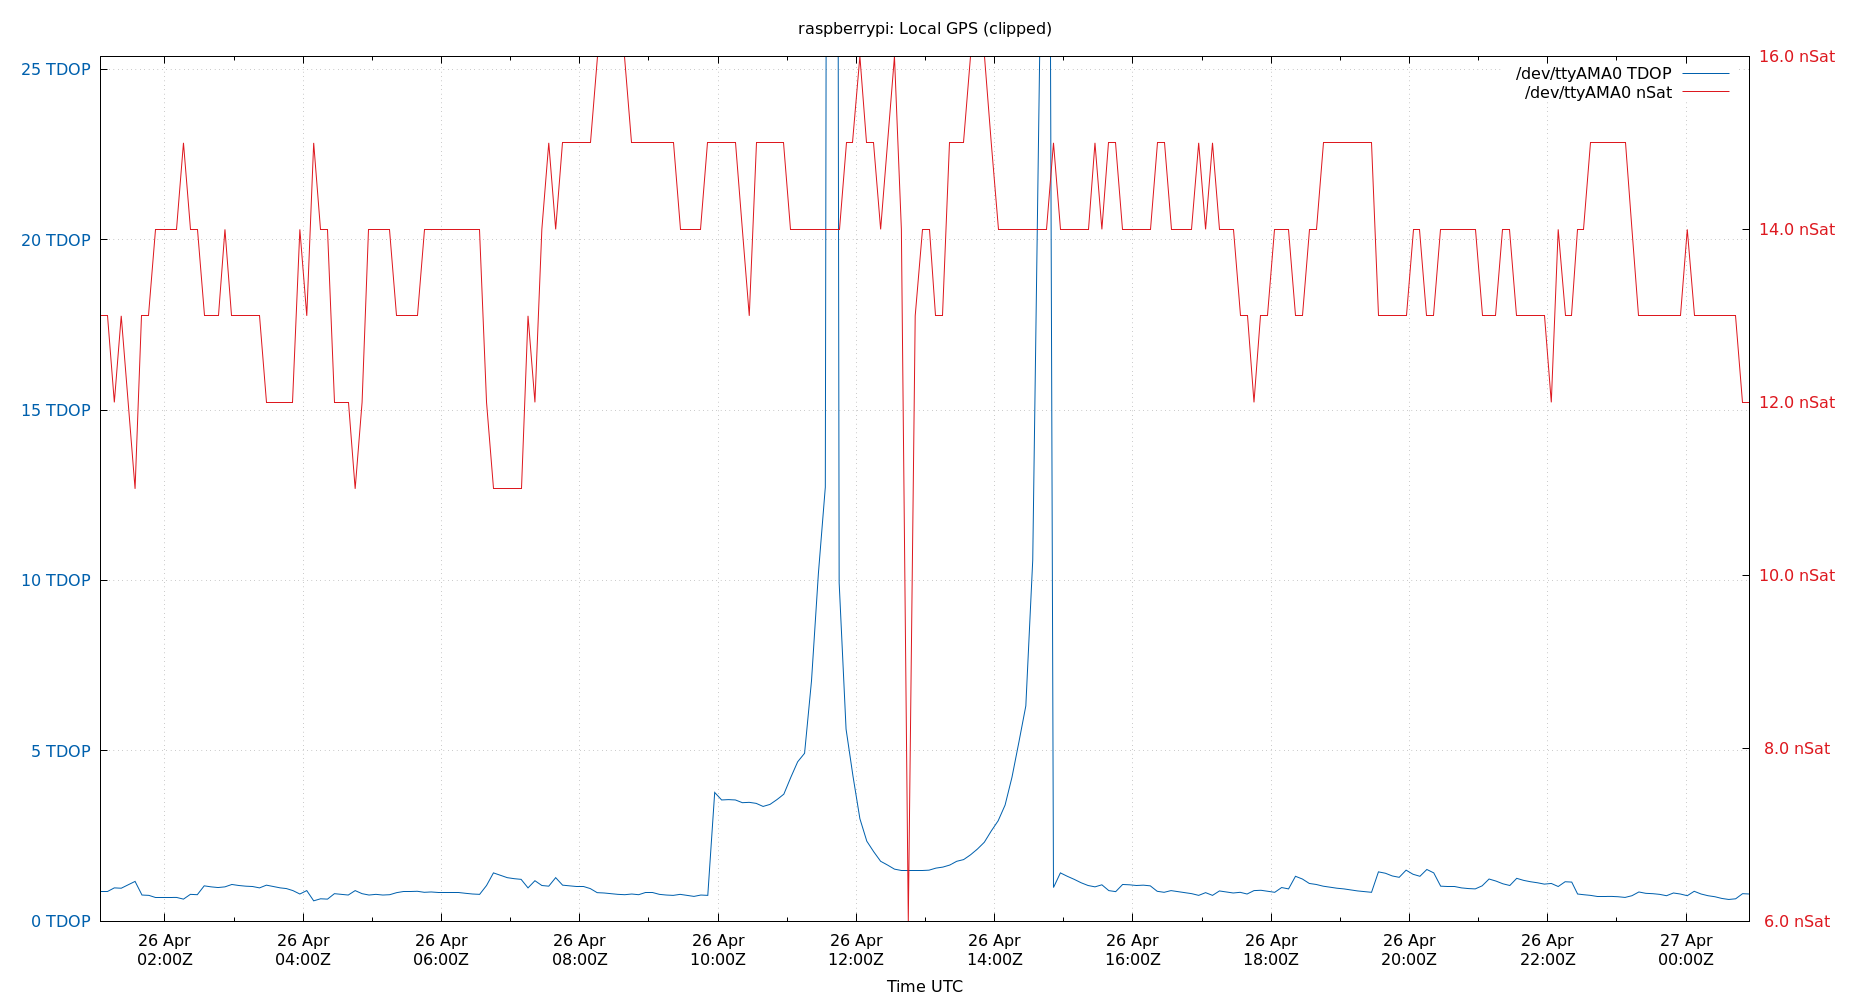 raspberrypi: Local GPS (clipped)
25 TDOP
20 TDOP
15 TDOP
10 TDOP
5 TDOP
0 TDOP
16.0 nSat
14.0 nSat
12.0 nSat
10.0 nSat
8.0 nSat
6.0 nSat
/dev/ttyAMA0 TDOP
/dev/ttyAMA0 nSat
26 Apr 26 Apr 26 Apr 26 Apr 26 Apr 26 Apr 26 Apr 26 Apr 26 Apr 26 Apr 26 Apr 27 Apr
02:00Z 04:00Z 06:00Z 08:00Z 10:00Z 12:00Z 14:00Z 16:00Z 18:00Z 20:00Z 22:00Z 00:00Z
Time UTC